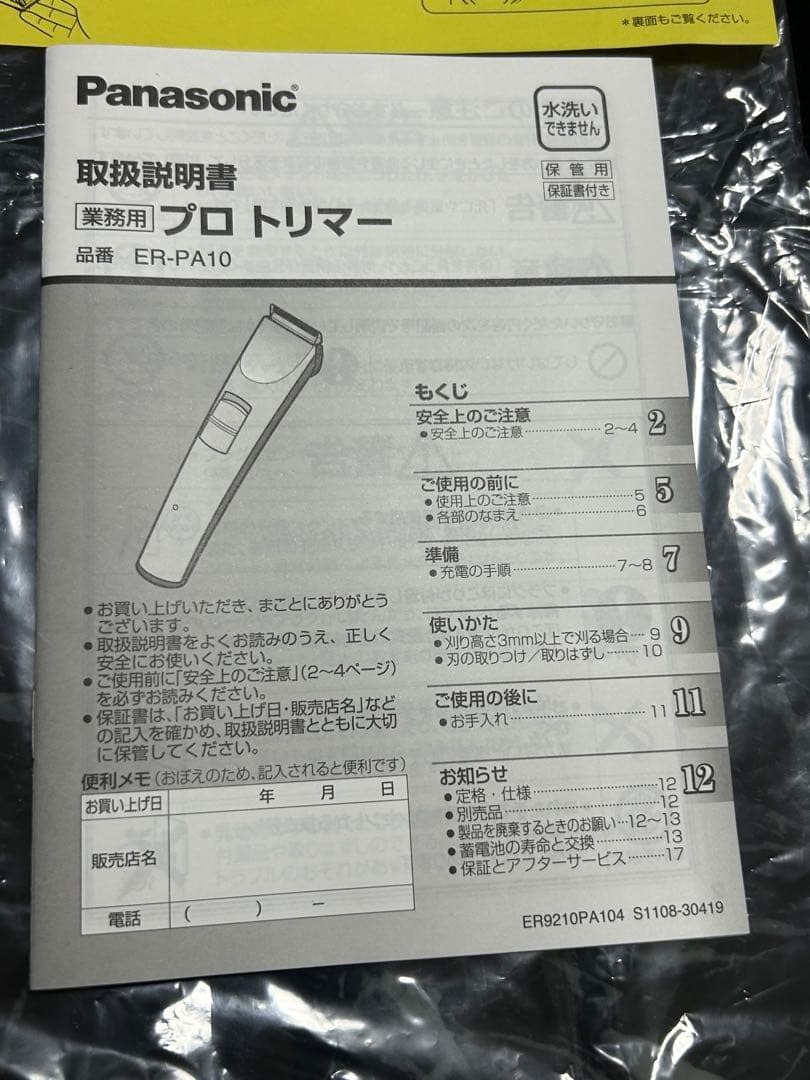 *裏面もご覧ください。
Panasonic
水洗い
できません
取扱説明書
保管用
保証書付き
業務用 プロ トリマー
品番 ER-PA10
もくじ
安全上のご注意 2
●安全上のご注意 2〜4
ご使用の前に 5
●使用上のご注意 5
●各部のなまえ 6
準備 7
●充電の手順 7〜8
使いかた 9
●刈り高さ3mm以上で刈る場合 9
●刃の取りつけ/取りはずし 10
ご使用の後に 11
●お手入れ 11
お知らせ 12
●定格・仕様 12
●別売品 12
●製品を廃棄するときのお願い 12〜13
●蓄電池の寿命と交換 13
●保証とアフターサービス 17
●お買い上げいただき、まことにありがとう
ございます。
●取扱説明書をよくお読みのうえ、正しく
安全にお使いください。
●ご使用前に「安全上のご注意」(2〜4ページ)
を必ずお読みください。
●保証書は、「お買い上げ日・販売店名」など
の記入を確かめ、取扱説明書とともに大切
に保管してください。
便利メモ(おぼえのため、記入されると便利です)
お買い上げ日 年 月 日
販売店名
電話 ( ) −
ER9210PA104 S1108-30419